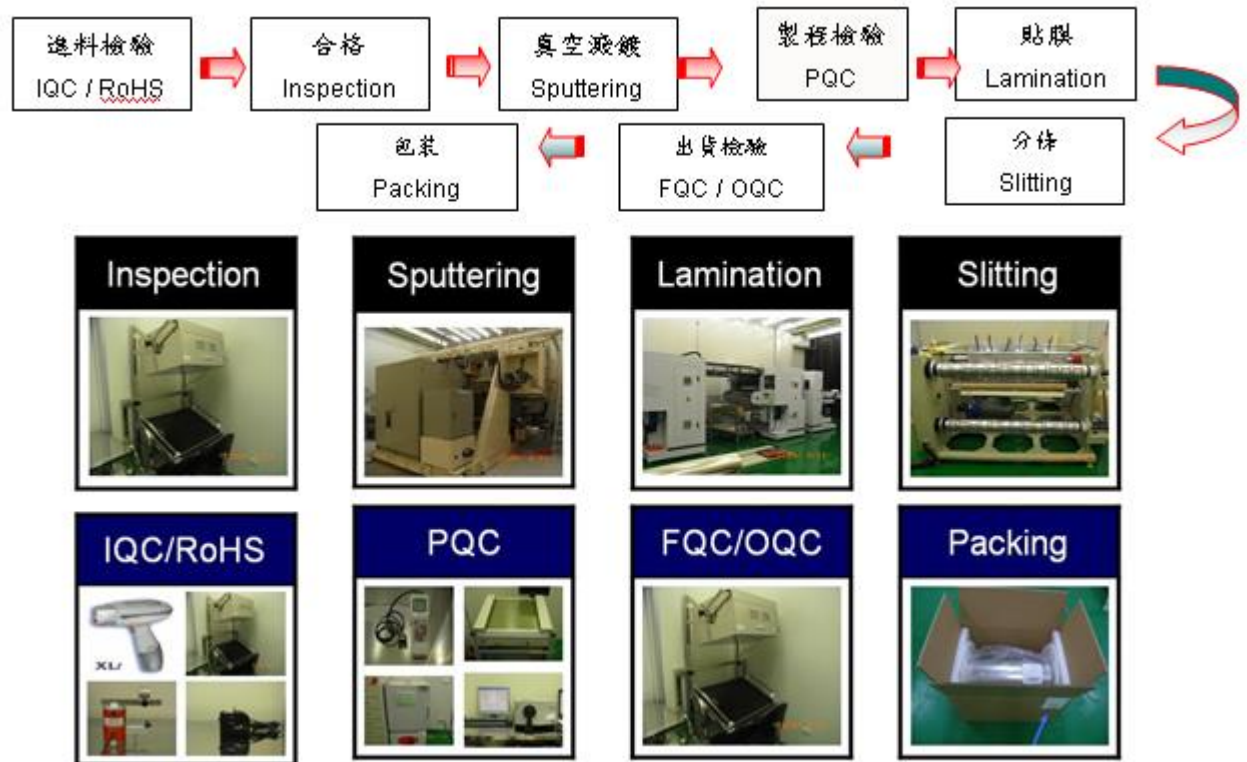 進料檢驗
IQC / RoHS
合格
Inspection
真空濺鍍
Sputtering
製程檢驗
PQC
貼膜
Lamination
分條
Slitting
出貨檢驗
FQC / OQC
包裝
Packing
Inspection
Sputtering
Lamination
Slitting
IQC/RoHS
PQC
FQC/OQC
Packing